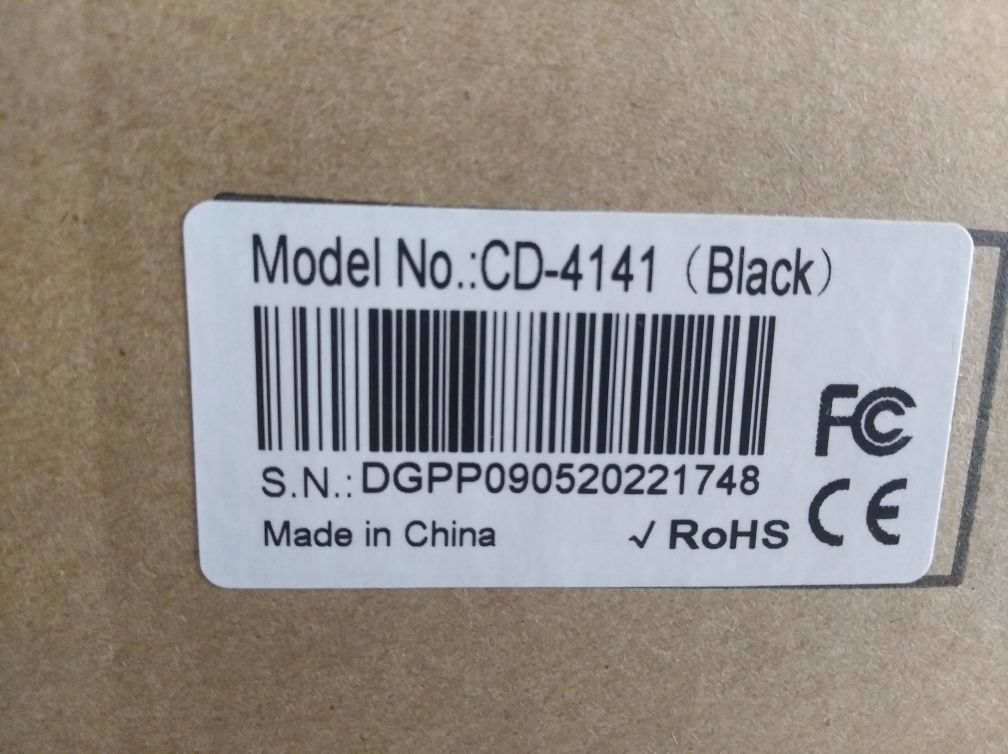 Model No.:CD-4141（Black）
S.N.:DGPP090520221748
Made in China √ RoHS
FC
CE